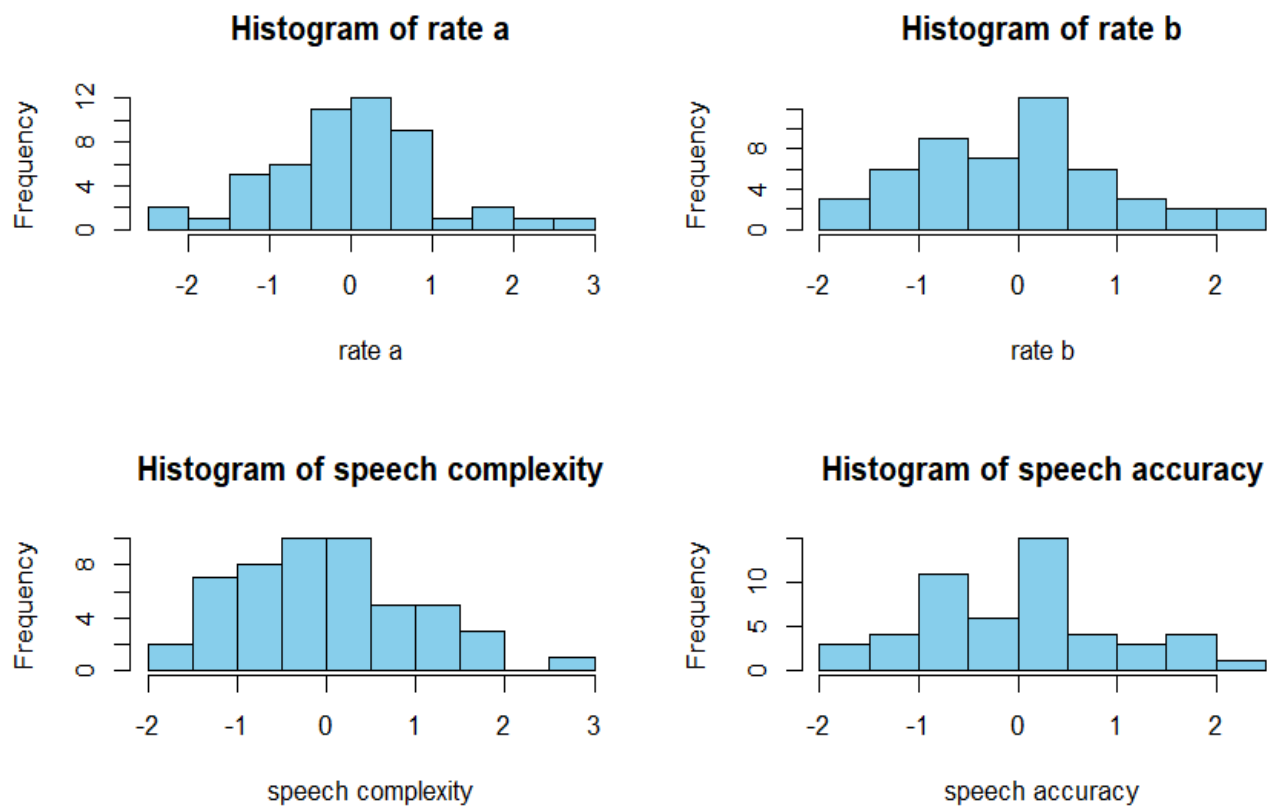 Histogram of rate a
Frequency
0 4 8 12
-2 -1 0 1 2 3
rate a
Histogram of rate b
Frequency
0 4 8
-2 -1 0 1 2
rate b
Histogram of speech complexity
Frequency
0 4 8
-2 -1 0 1 2 3
speech complexity
Histogram of speech accuracy
Frequency
0 5 10
-2 -1 0 1 2
speech accuracy